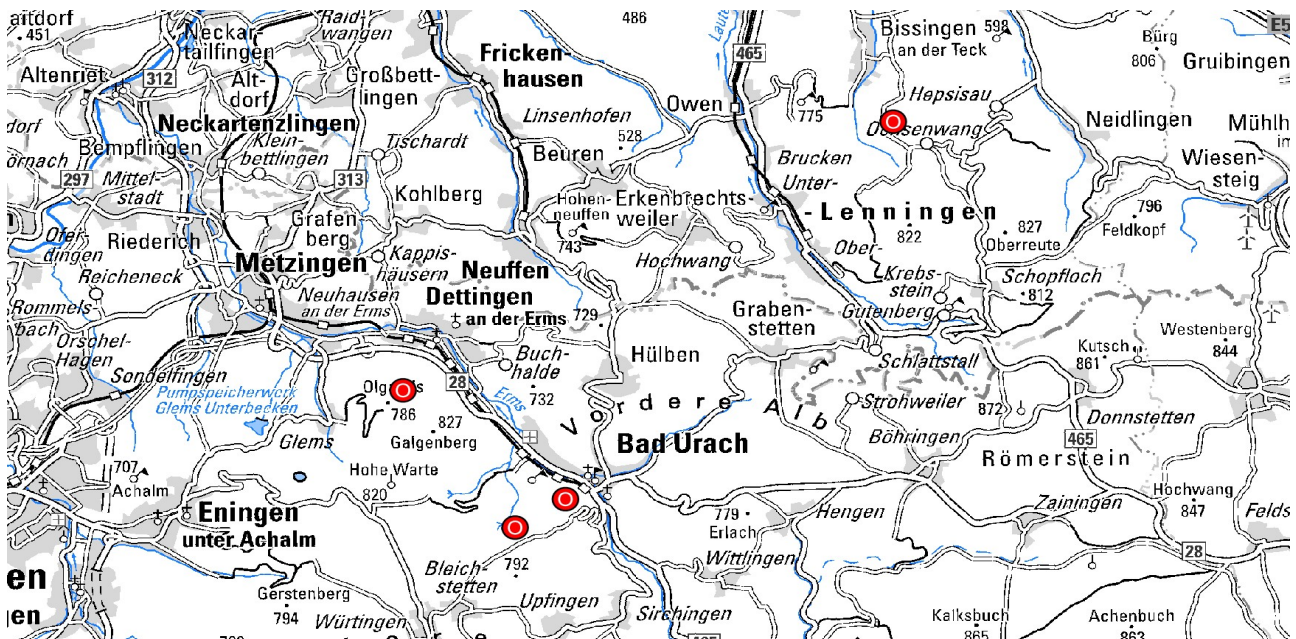 aitdorf
451
Neckar-
tailfingen
Raid-
wangen
486
Laute
465
Bissingen
an der Teck
598
Bürg
806
E5
Gruibingen
Altenriet
312
Alt-
dorf
Großbett-
lingen
Fricken-
hausen
Linsenhofen
Owen
775
Hepsisau
Neidlingen
Mühlh
dorf
Neckartenzlingen
Bempflingen
Klein-
bettlingen
Tischardt
528
Beuren
Brucken
Wiesen-
steig
297
Mittel-
stadt
313
Kohlberg
Hohen-
neuffen
743
Erkenbrechts-
weiler
Unter-
-Lenningen
822
827
Oberreute
796
Feldkopf
Riederich
Grafen
berg
Kappis-
häusern
Hochwang
Ober-
Reicheneck
Metzingen
Neuffen
Krebs-
stein
Schopfloch
812
Rommels
bach
Neuhausen
an der Erms
Dettingen
an der Erms
729
Graben-
stetten
Gutenberg
Westenberg
844
Orschel-
Hagen
Sondelfingen
Buch-
halde
732
Hülben
Schlattstall
Kutsch
861
Pumpspeicherwerk
Glems Unterbecken
786
28
Erms
Vordere Alb
Strohweiler
872
Donnstetten
Glems
827
Galgenberg
Bad Urach
Böhringen
465
Römerstein
707
Achalm
Hohe Warte
820
Zainingen
Hochwang
847
Felds
Eningen
unter Achalm
779
Erlach
Hengen
Wittlingen
28
en
gen
Bleich-
stetten
792
Gerstenberg
794
Upfingen
Sirchingen
Würtingen
Kalksbuch
865
Achenbuch
863